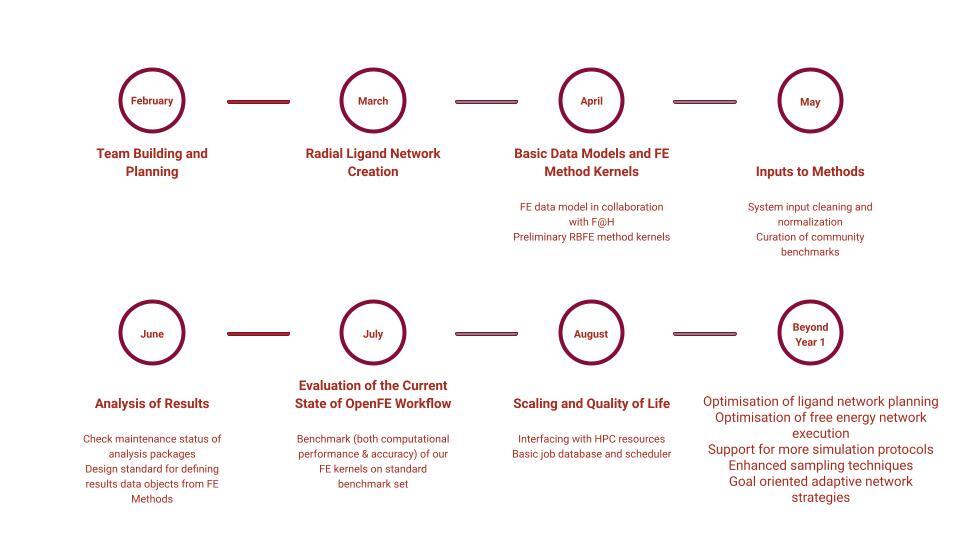 February
March
April
May
Team Building and
Planning
Radial Ligand Network
Creation
Basic Data Models and FE
Method Kernels
FE data model in collaboration
with F@H
Preliminary RBFE method kernels
Inputs to Methods
System input cleaning and
normalization
Curation of community
benchmarks
June
July
August
Beyond
Year 1
Analysis of Results
Check maintenance status of
analysis packages
Design standard for defining
results data objects from FE
Methods
Evaluation of the Current
State of OpenFE Workflow
Benchmark (both computational
performance & accuracy) of our
FE kernels on standard
benchmark set
Scaling and Quality of Life
Interfacing with HPC resources
Basic job database and scheduler
Optimisation of ligand network planning
Optimisation of free energy network
execution
Support for more simulation protocols
Enhanced sampling techniques
Goal oriented adaptive network
strategies